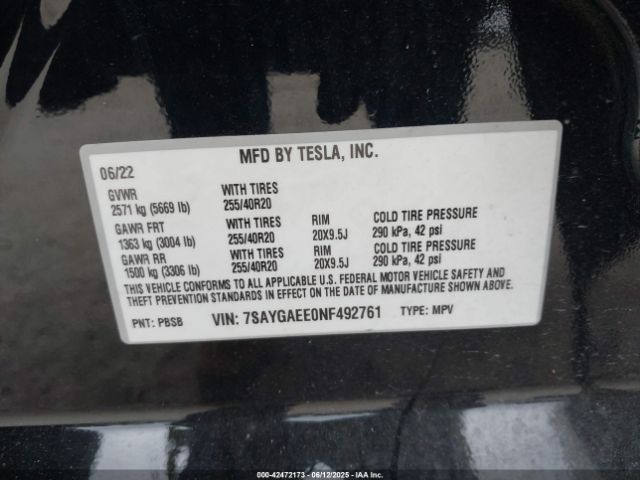 MFD BY TESLA, INC.
06/22
GVWR WITH TIRES
2571 kg (5669 lb) 255/40R20
GAWR FRT WITH TIRES RIM COLD TIRE PRESSURE
1363 kg (3004 lb) 255/40R20 20X9.5J 290 kPa, 42 psi
GAWR RR WITH TIRES RIM COLD TIRE PRESSURE
1500 kg (3306 lb) 255/40R20 20X9.5J 290 kPa, 42 psi
THIS VEHICLE CONFORMS TO ALL APPLICABLE U.S. FEDERAL MOTOR VEHICLE SAFETY AND
THEFT PREVENTION STANDARDS IN EFFECT ON THE DATE OF MANUFACTURE SHOWN ABOVE.
PNT: PBSB VIN: 7SAYGAEE0NF492761 TYPE: MPV
000-42472173 - 06/12/2025 - IAA Inc.